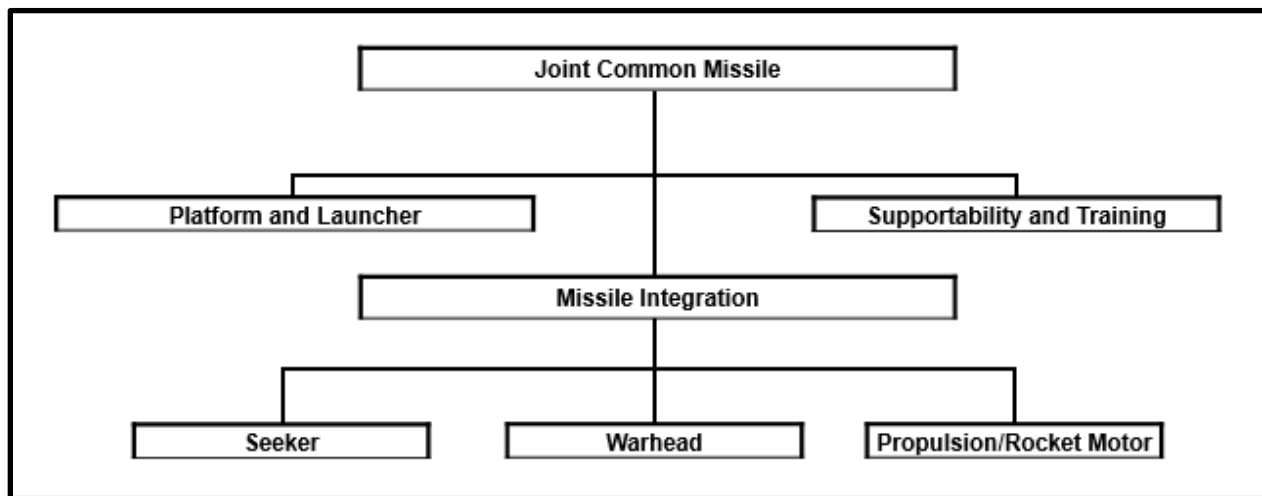 Joint Common Missile
Platform and Launcher
Supportability and Training
Missile Integration
Seeker
Warhead
Propulsion/Rocket Motor